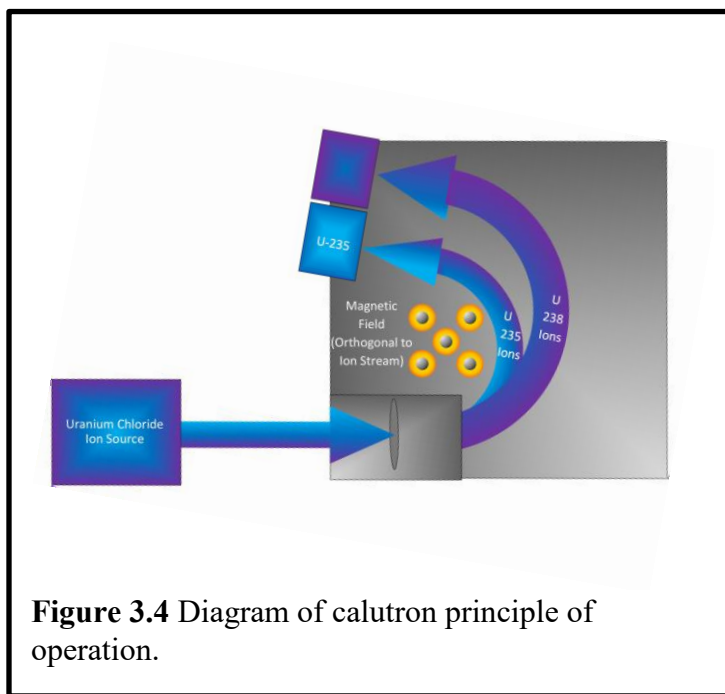 U-235
Magnetic
Field
(Orthogonal to
Ion Stream)
U
235
Ions
U
238
Ions
Uranium Chloride
Ion Source
Figure 3.4 Diagram of calutron principle of
operation.